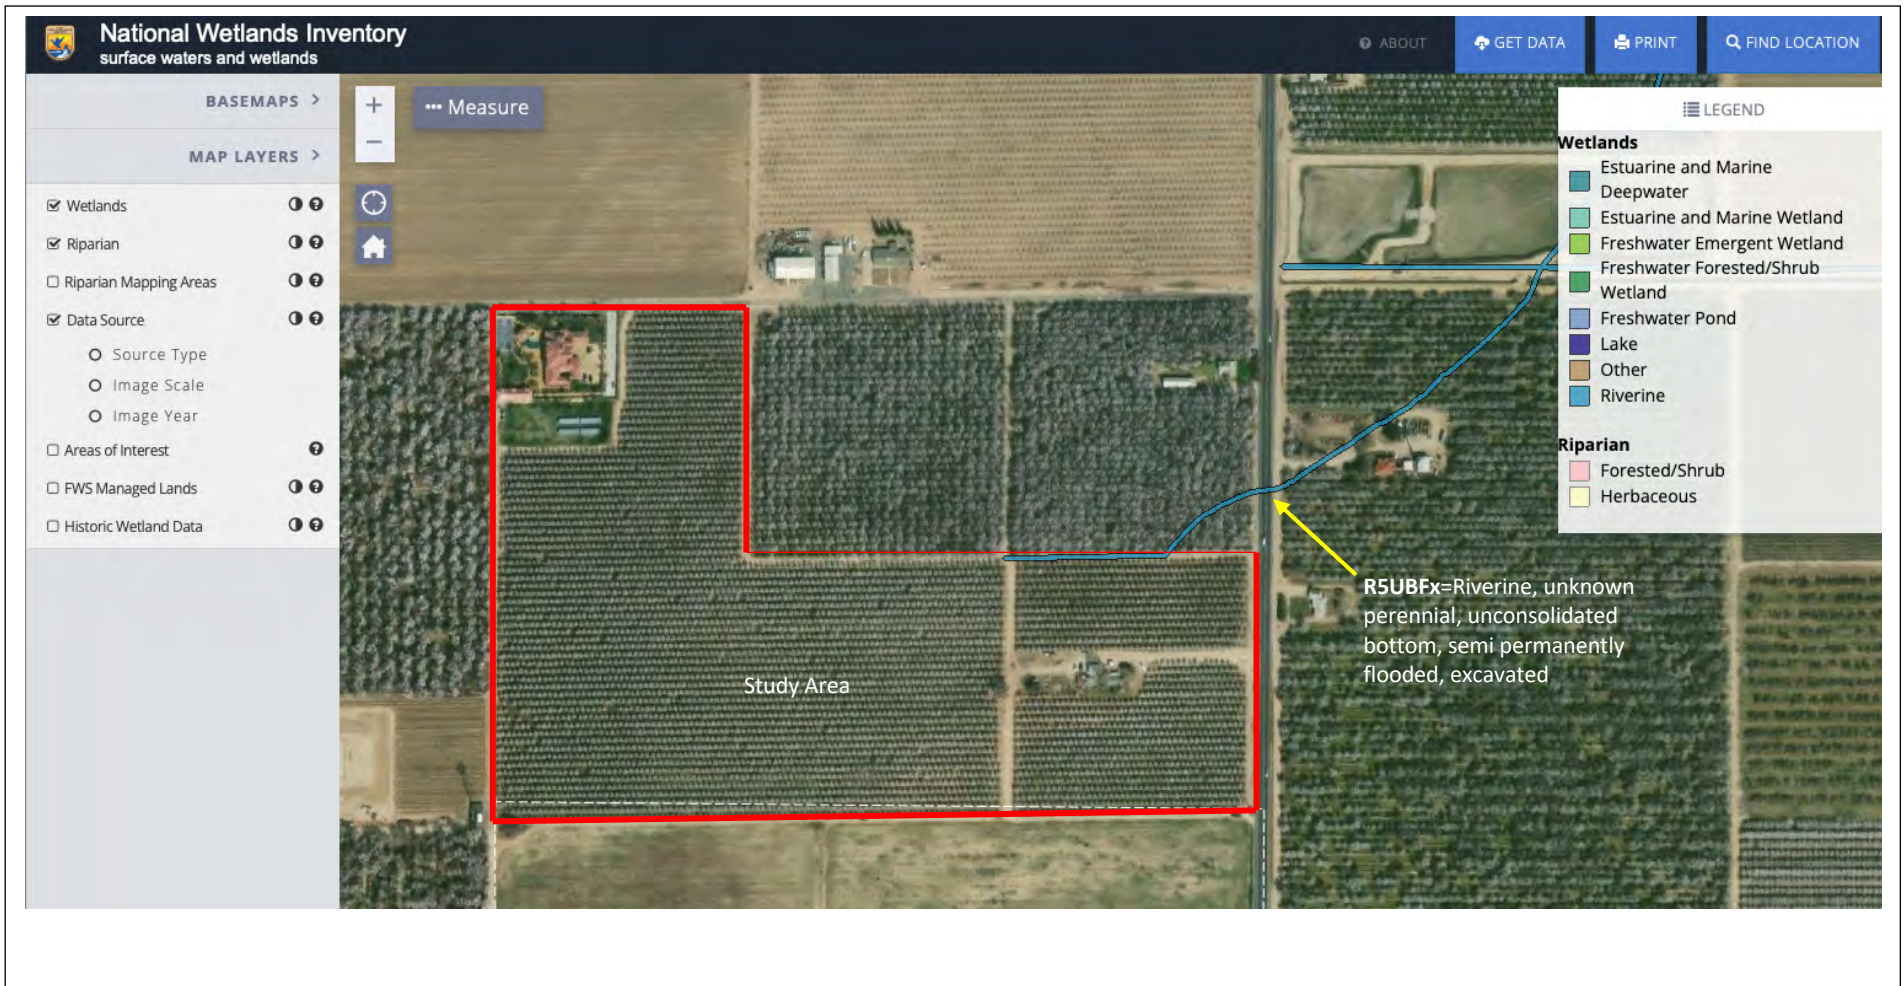 National Wetlands Inventory
surface waters and wetlands
ABOUT
GET DATA
PRINT
FIND LOCATION
BASEMAPS >
MAP LAYERS >
Wetlands
Riparian
Riparian Mapping Areas
Data Source
Source Type
Image Scale
Image Year
Areas of Interest
FWS Managed Lands
Historic Wetland Data
+
−
••• Measure
LEGEND
Wetlands
Estuarine and Marine
Deepwater
Estuarine and Marine Wetland
Freshwater Emergent Wetland
Freshwater Forested/Shrub
Wetland
Freshwater Pond
Lake
Other
Riverine
Riparian
Forested/Shrub
Herbaceous
R5UBFx=Riverine, unknown
perennial, unconsolidated
bottom, semi permanently
flooded, excavated
Study Area